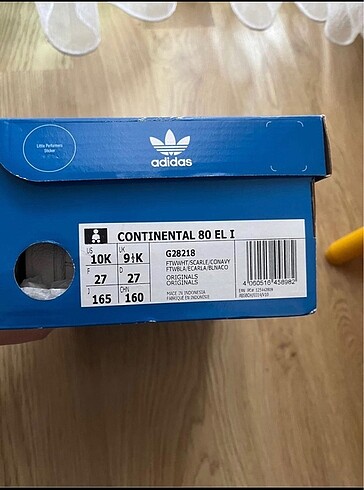 Little Performers
Sticker
adidas
CONTINENTAL 80 EL I
US
10K
UK
9½K
F
27
D
27
J
165
CHN
160
G28218
FTWWHT/SCARLE/CONAVY
FTWBLA/ECARLA/BLNACO
ORIGINALS
ORIGINALS
MADE IN INDONESIA
FABRIQUÉ EN INDONÉSIE
4 060516 458982